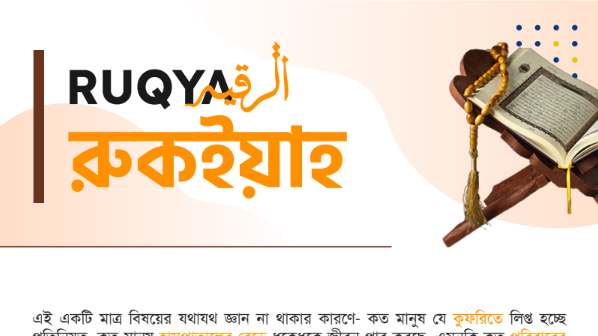 RUQYA الرقية
রুকইয়াহ
এই একটি মাত্র বিষয়ের যথাযথ জ্ঞান না থাকার কারণে- কত মানুষ যে কুফরিতে লিপ্ত হচ্ছে